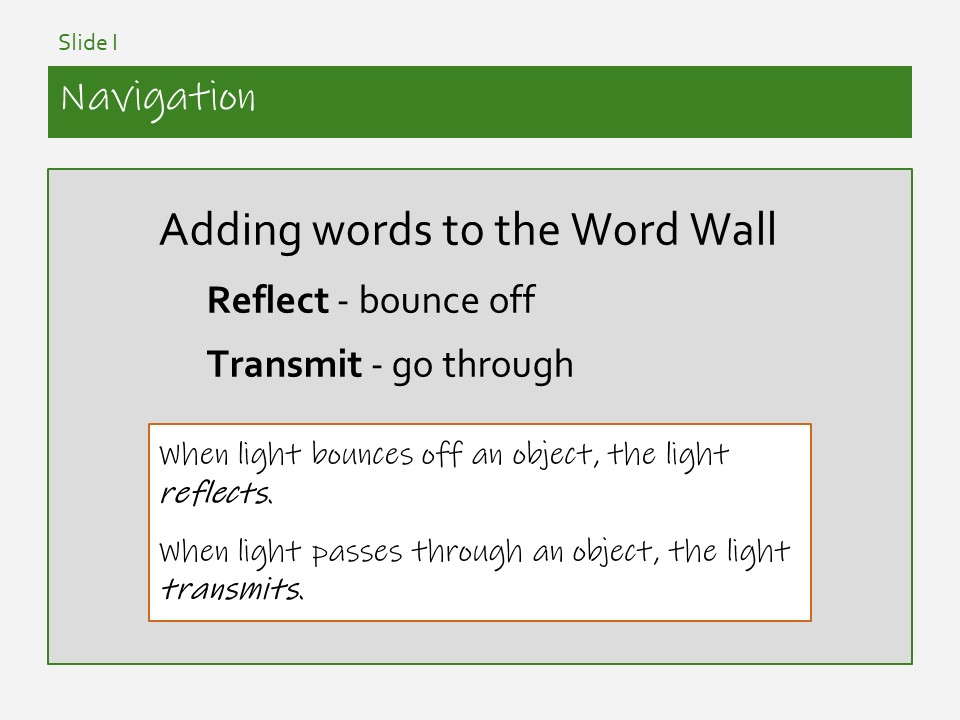 Slide I
Navigation
Adding words to the Word Wall
Reflect - bounce off
Transmit - go through
When light bounces off an object, the light
reflects.
When light passes through an object, the light
transmits.